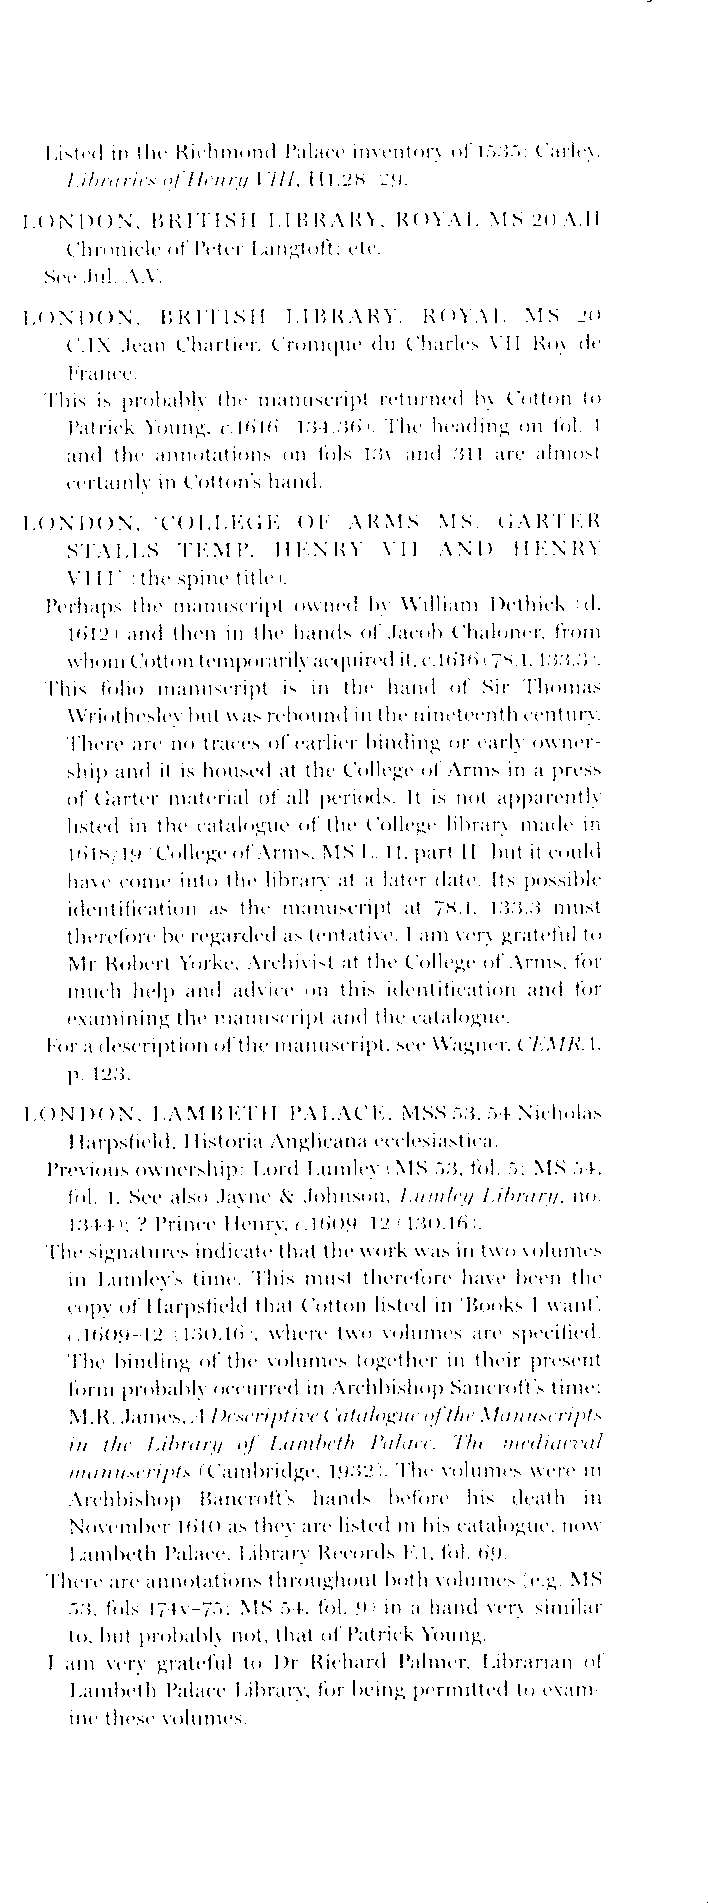 Listed in the Richmond Palace inventory of 1535: Carley,
Libraries of Henry VIII, H1.28–29.
LONDON, BRITISH LIBRARY, ROYAL MS 20 A.II
Chronicle of Peter Langtoft; etc.
See Jul. A.V.
LONDON, BRITISH LIBRARY, ROYAL MS 20
C.IX Jean Chartier, Cronique du Charles VII Roy de
France.
This is probably the manuscript returned by Cotton to
Patrick Young, c.1616 (134.36). The heading on fol. 1
and the annotations on fols 13v and 311 are almost
certainly in Cotton's hand.
LONDON, 'COLLEGE OF ARMS MS. GARTER
STALLS TEMP. HENRY VII AND HENRY
VIII' (the spine title).
Perhaps the manuscript owned by William Dethick (d.
1612) and then in the hands of Jacob Chaloner, from
whom Cotton temporarily acquired it, c.1616 (78.1, 133.3).
This folio manuscript is in the hand of Sir Thomas
Wriothesley but was rebound in the nineteenth century.
There are no traces of earlier binding or early owner-
ship and it is housed at the College of Arms in a press
of Garter material of all periods. It is not apparently
listed in the catalogue of the College library made in
1618/19 (College of Arms, MS L. 11, part II) but it could
have come into the library at a later date. Its possible
identification as the manuscript at 78.1, 133.3 must
therefore be regarded as tentative. I am very grateful to
Mr Robert Yorke, Archivist at the College of Arms, for
much help and advice on this identification and for
examining the manuscript and the catalogue.
For a description of the manuscript, see Wagner, CEMR.1,
p. 123.
LONDON, LAMBETH PALACE, MSS 53, 54 Nicholas
Harpsfield, Historia Anglicana ecclesiastica.
Previous ownership: Lord Lumley (MS 53, fol. 5; MS 54,
fol. 1. See also Jayne & Johnson, Lumley Library, no.
1344); ? Prince Henry, c.1609–12 (130.16).
The signatures indicate that the work was in two volumes
in Lumley's time. This must therefore have been the
copy of Harpsfield that Cotton listed in 'Books I want',
c.1609–12 (130.16), where two volumes are specified.
The binding of the volumes together in their present
form probably occurred in Archbishop Sancroft's time:
M.R. James, A Descriptive Catalogue of the Manuscripts
in the Library of Lambeth Palace. The mediaeval
manuscripts (Cambridge, 1932). The volumes were in
Archbishop Bancroft's hands before his death in
November 1610 as they are listed in his catalogue, now
Lambeth Palace, Library Records F.1, fol. 69.
There are annotations throughout both volumes (e.g. MS
53, fols 174v–75; MS 54, fol. 9) in a hand very similar
to, but probably not, that of Patrick Young.
I am very grateful to Dr Richard Palmer, Librarian of
Lambeth Palace Library, for being permitted to exam-
ine these volumes.